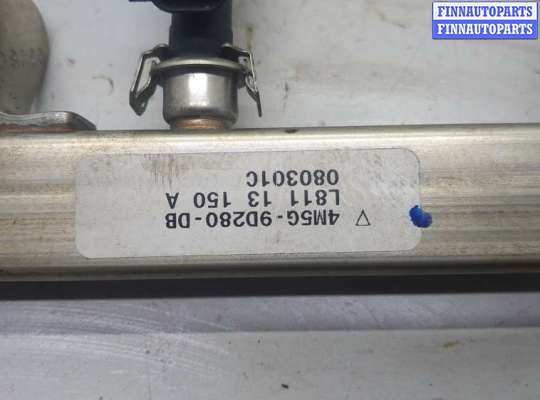 FINNAUTOPARTS
FINNAUTOPARTS
4M5G-9D280-DB
L811 13 150 A
080301C